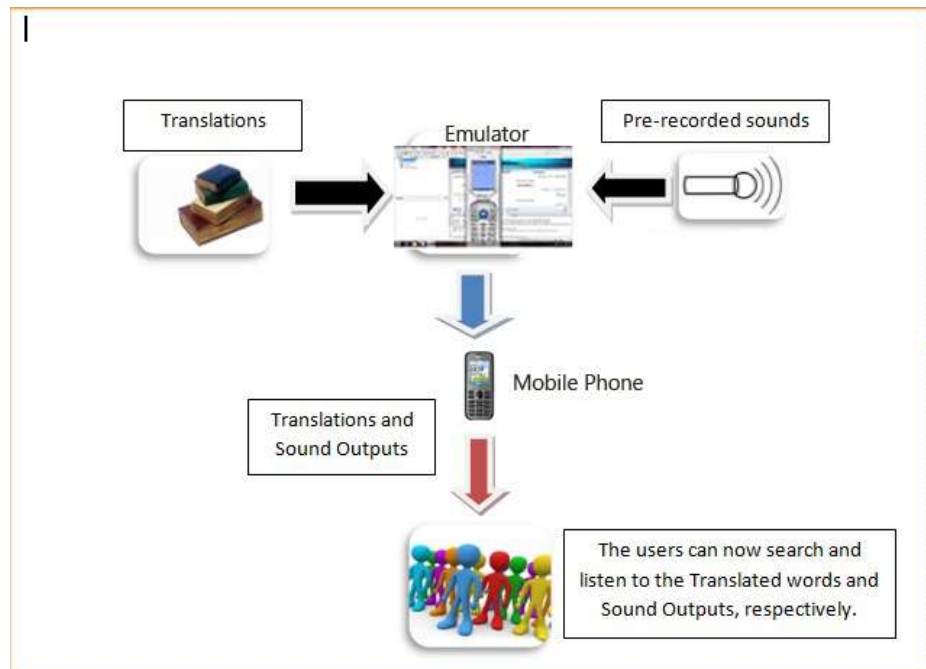 Translations
Emulator
Pre-recorded sounds
Mobile Phone
Translations and
Sound Outputs
The users can now search and
listen to the Translated words and
Sound Outputs, respectively.